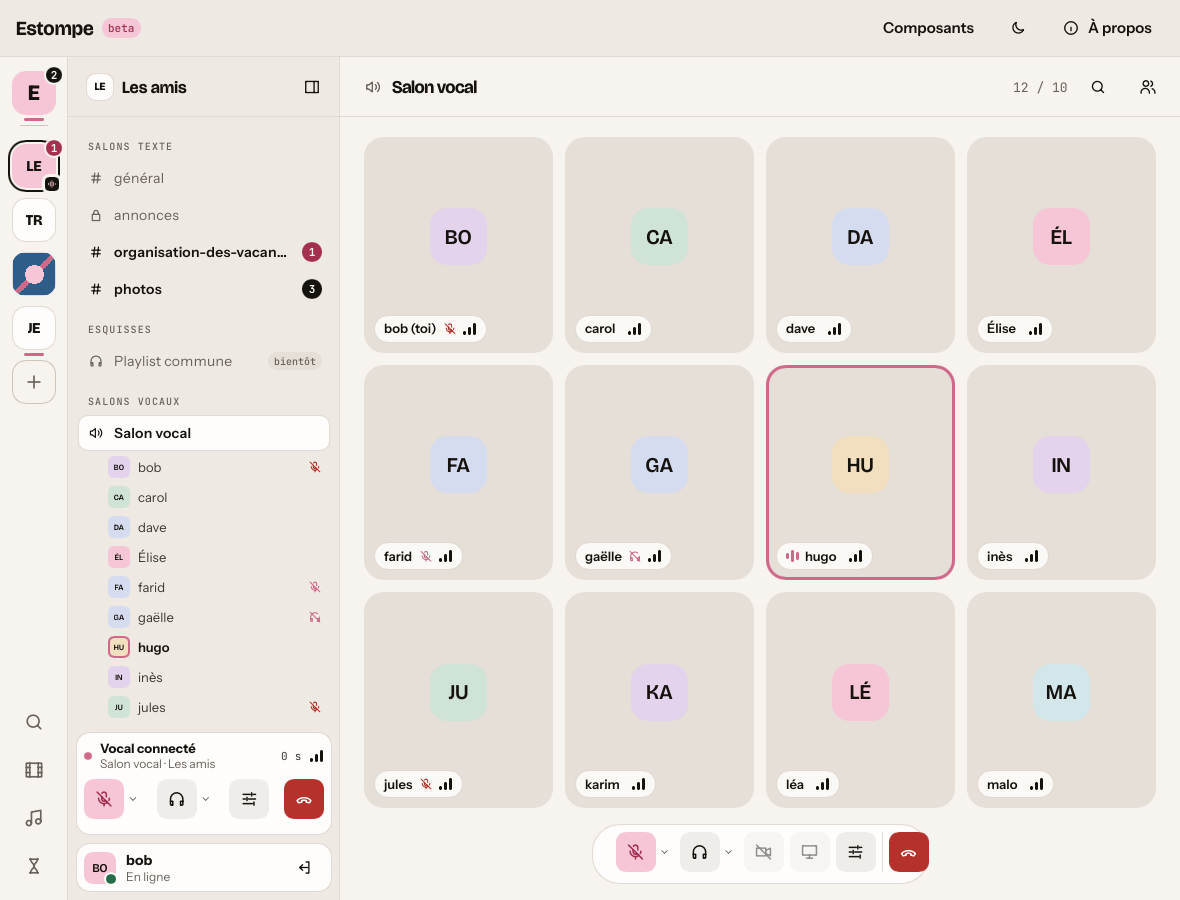 Estompe beta
Composants
À propos
E 2
LE 1
TR
JE
LE Les amis
SALONS TEXTE
# général
annonces
# organisation-des-vacan... 1
# photos 3
ESQUISSES
Playlist commune bientôt
SALONS VOCAUX
Salon vocal
BO bob
CA carol
DA dave
ÉL Élise
FA farid
GA gaëlle
HU hugo
IN inès
JU jules
Vocal connecté
Salon vocal · Les amis
0 s
BO bob
En ligne
Salon vocal
12 / 10
BO
bob (toi)
CA
carol
DA
dave
ÉL
Élise
FA
farid
GA
gaëlle
HU
hugo
IN
inès
JU
jules
KA
karim
LÉ
léa
MA
malo